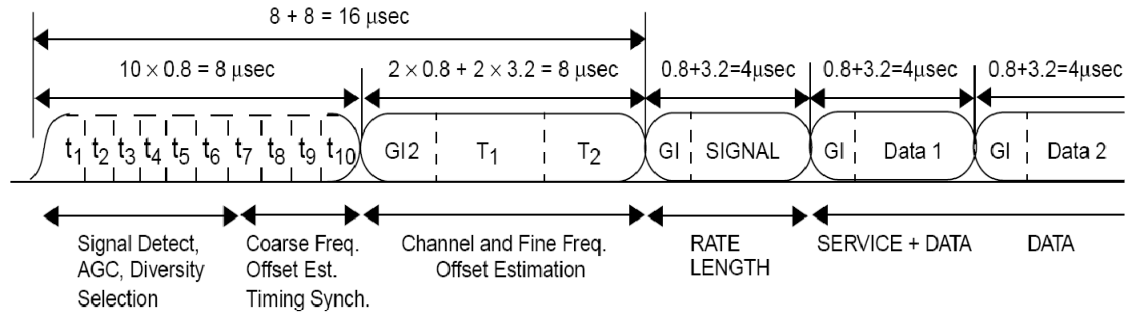 8 + 8 = 16 μsec
10 × 0.8 = 8 μsec
2 × 0.8 + 2 × 3.2 = 8 μsec
0.8+3.2=4μsec
0.8+3.2=4μsec
0.8+3.2=4μsec
t1 t2 t3 t4 t5 t6 t7 t8 t9 t10
GI2 T1 T2
GI SIGNAL
GI Data 1
GI Data 2
Signal Detect,
AGC, Diversity
Selection
Coarse Freq.
Offset Est.
Timing Synch.
Channel and Fine Freq.
Offset Estimation
RATE
LENGTH
SERVICE + DATA
DATA